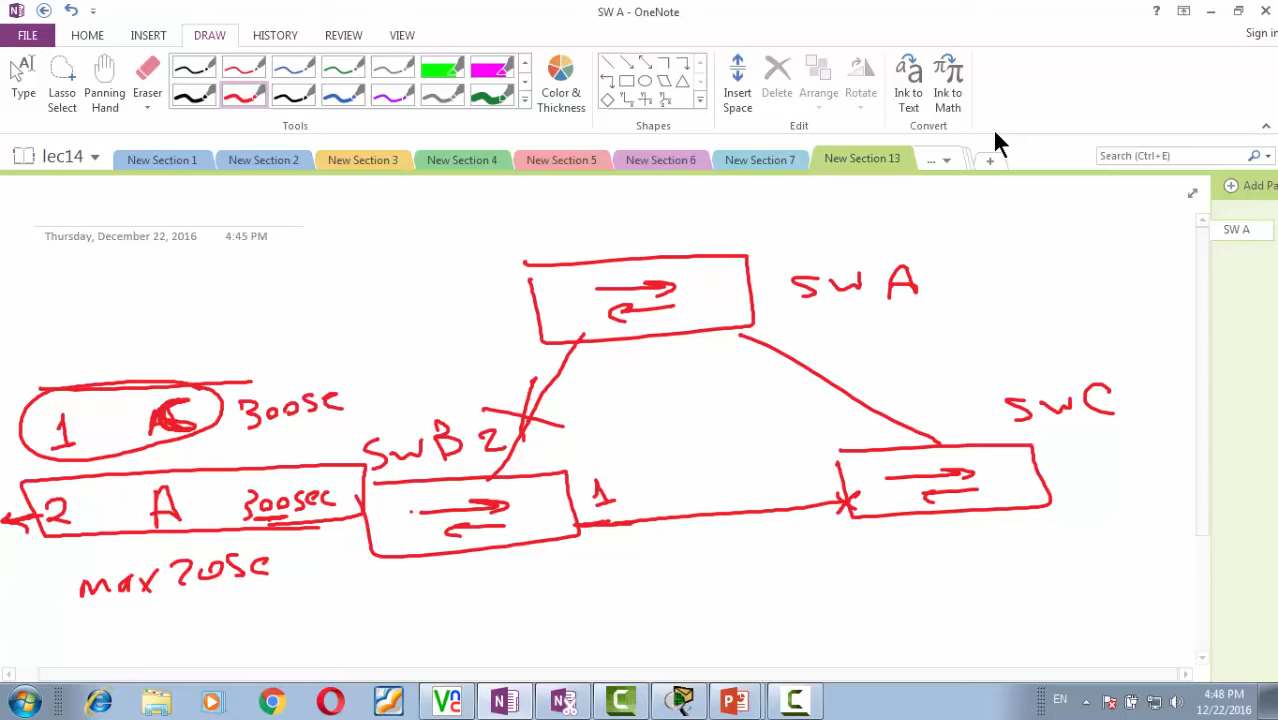 SW A - OneNote
Sign in
FILE HOME INSERT DRAW HISTORY REVIEW VIEW
Type
Lasso Select
Panning Hand
Eraser
Color & Thickness
Insert Space
Delete
Arrange
Rotate
Ink to Text
Ink to Math
Tools
Shapes
Edit
Convert
lec14
New Section 1
New Section 2
New Section 3
New Section 4
New Section 5
New Section 6
New Section 7
New Section 13
...
Search (Ctrl+E)
Add Pa
SW A
Thursday, December 22, 2016 4:45 PM
SW A
SW C
1 300sc
SWB 2
1
2 A 300sec
max 20sc
EN
4:48 PM
12/22/2016